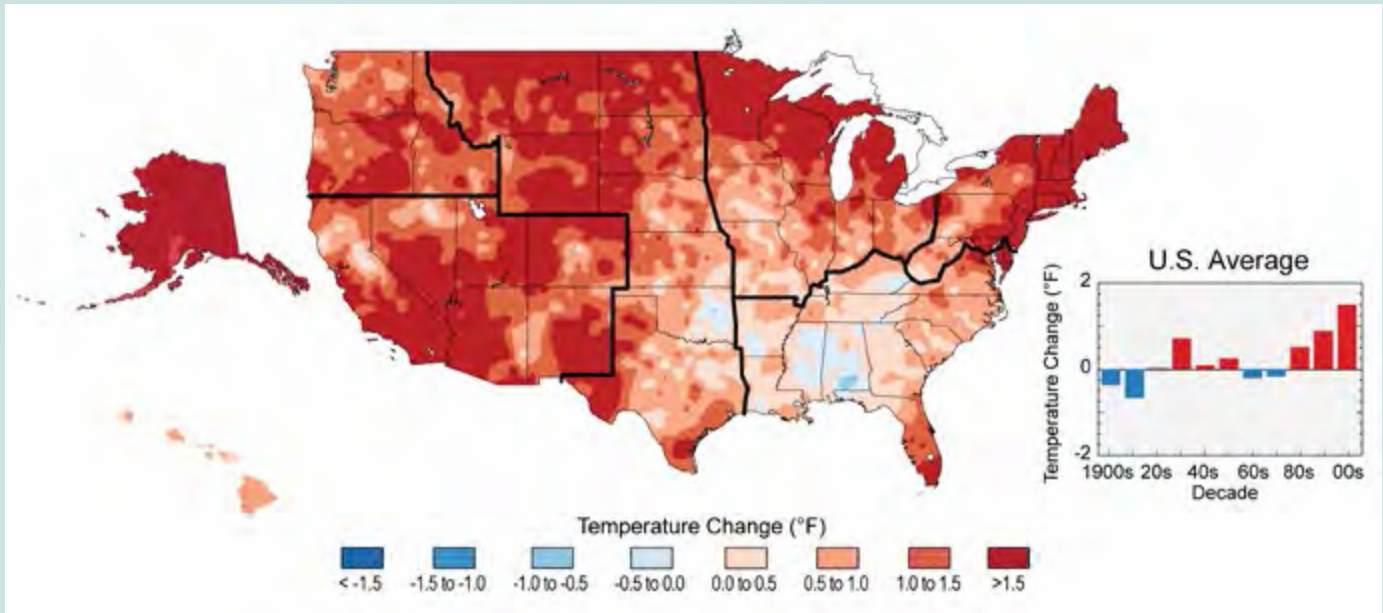 U.S. Average
Temperature Change (°F)
2
0
-2
1900s 20s 40s 60s 80s 00s
Decade
Temperature Change (°F)
< -1.5 -1.5 to -1.0 -1.0 to -0.5 -0.5 to 0.0 0.0 to 0.5 0.5 to 1.0 1.0 to 1.5 >1.5